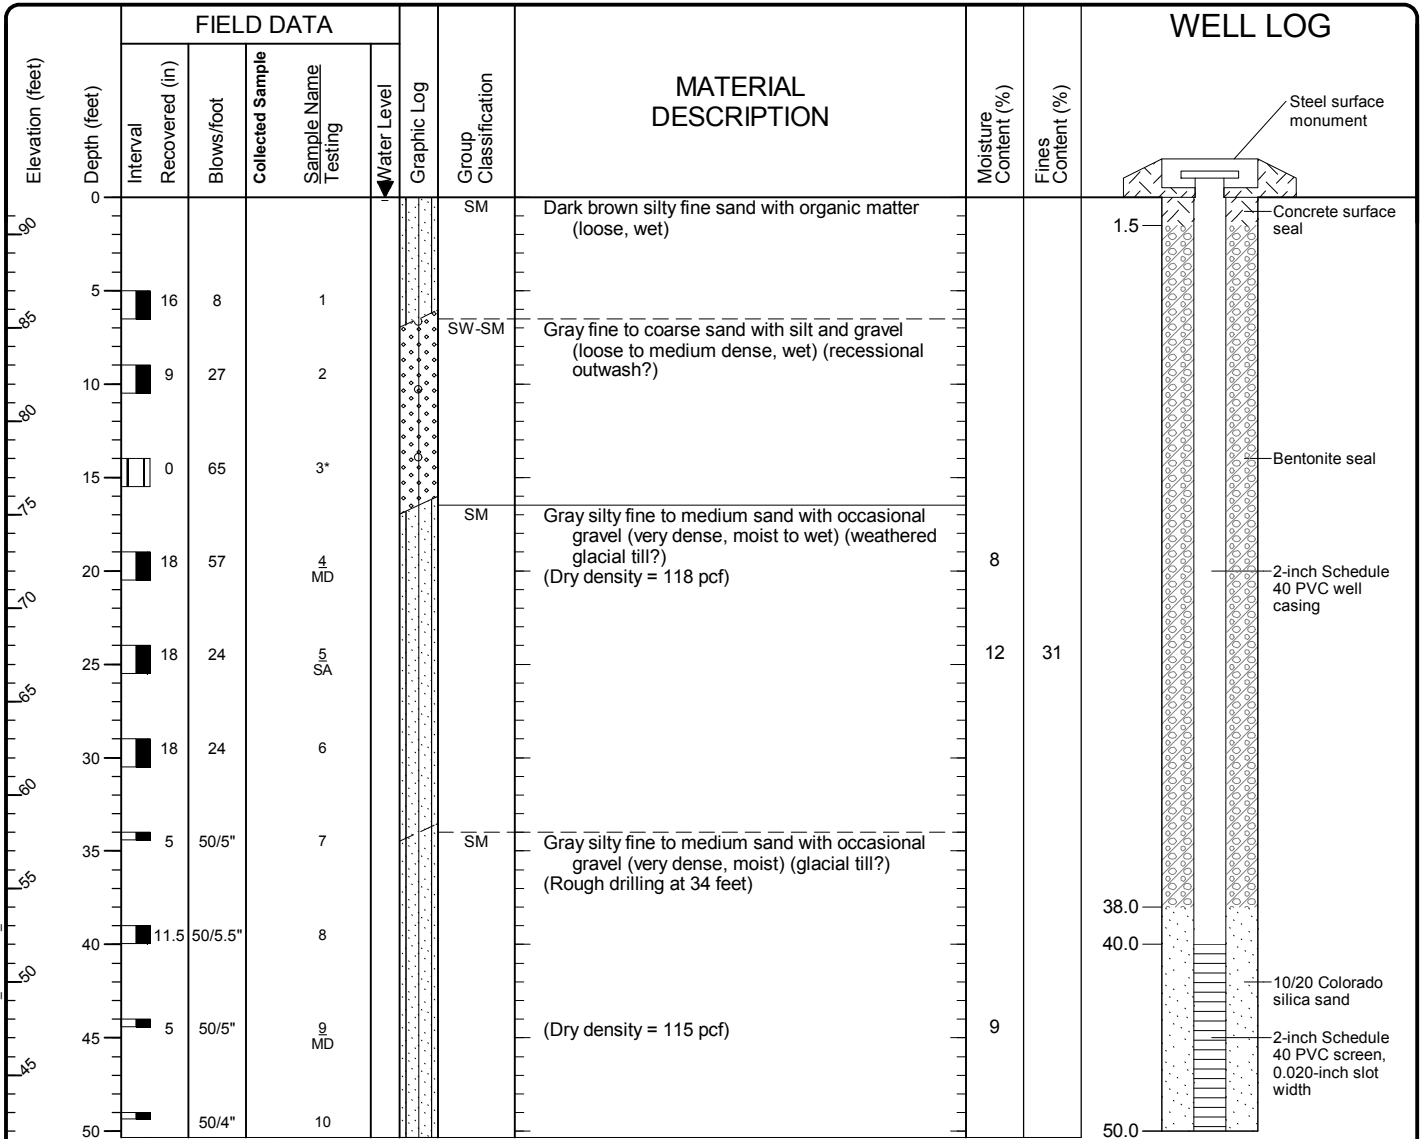 FIELD DATA
WELL LOG
Elevation (feet)
Depth (feet)
Interval
Recovered (in)
Blows/foot
Collected Sample
Sample Name
Testing
Water Level
Graphic Log
Group
Classification
MATERIAL
DESCRIPTION
Moisture
Content (%)
Fines
Content (%)
Steel surface
monument
0
SM
Dark brown silty fine sand with organic matter
(loose, wet)
Concrete surface
seal
1.5
90
5
16
8
1
85
SW-SM
Gray fine to coarse sand with silt and gravel
(loose to medium dense, wet) (recessional
outwash?)
9
27
2
10
80
Bentonite seal
0
65
3*
15
75
SM
Gray silty fine to medium sand with occasional
gravel (very dense, moist to wet) (weathered
glacial till?)
(Dry density = 118 pcf)
18
57
4
MD
8
20
2-inch Schedule
40 PVC well
casing
70
18
24
5
SA
12
31
25
65
18
24
6
30
60
5
50/5"
7
SM
Gray silty fine to medium sand with occasional
gravel (very dense, moist) (glacial till?)
(Rough drilling at 34 feet)
35
55
38.0
11.5
50/5.5"
8
40
40.0
50
10/20 Colorado
silica sand
5
50/5"
9
MD
(Dry density = 115 pcf)
9
45
2-inch Schedule
40 PVC screen,
0.020-inch slot
width
45
50/4"
10
50
50.0